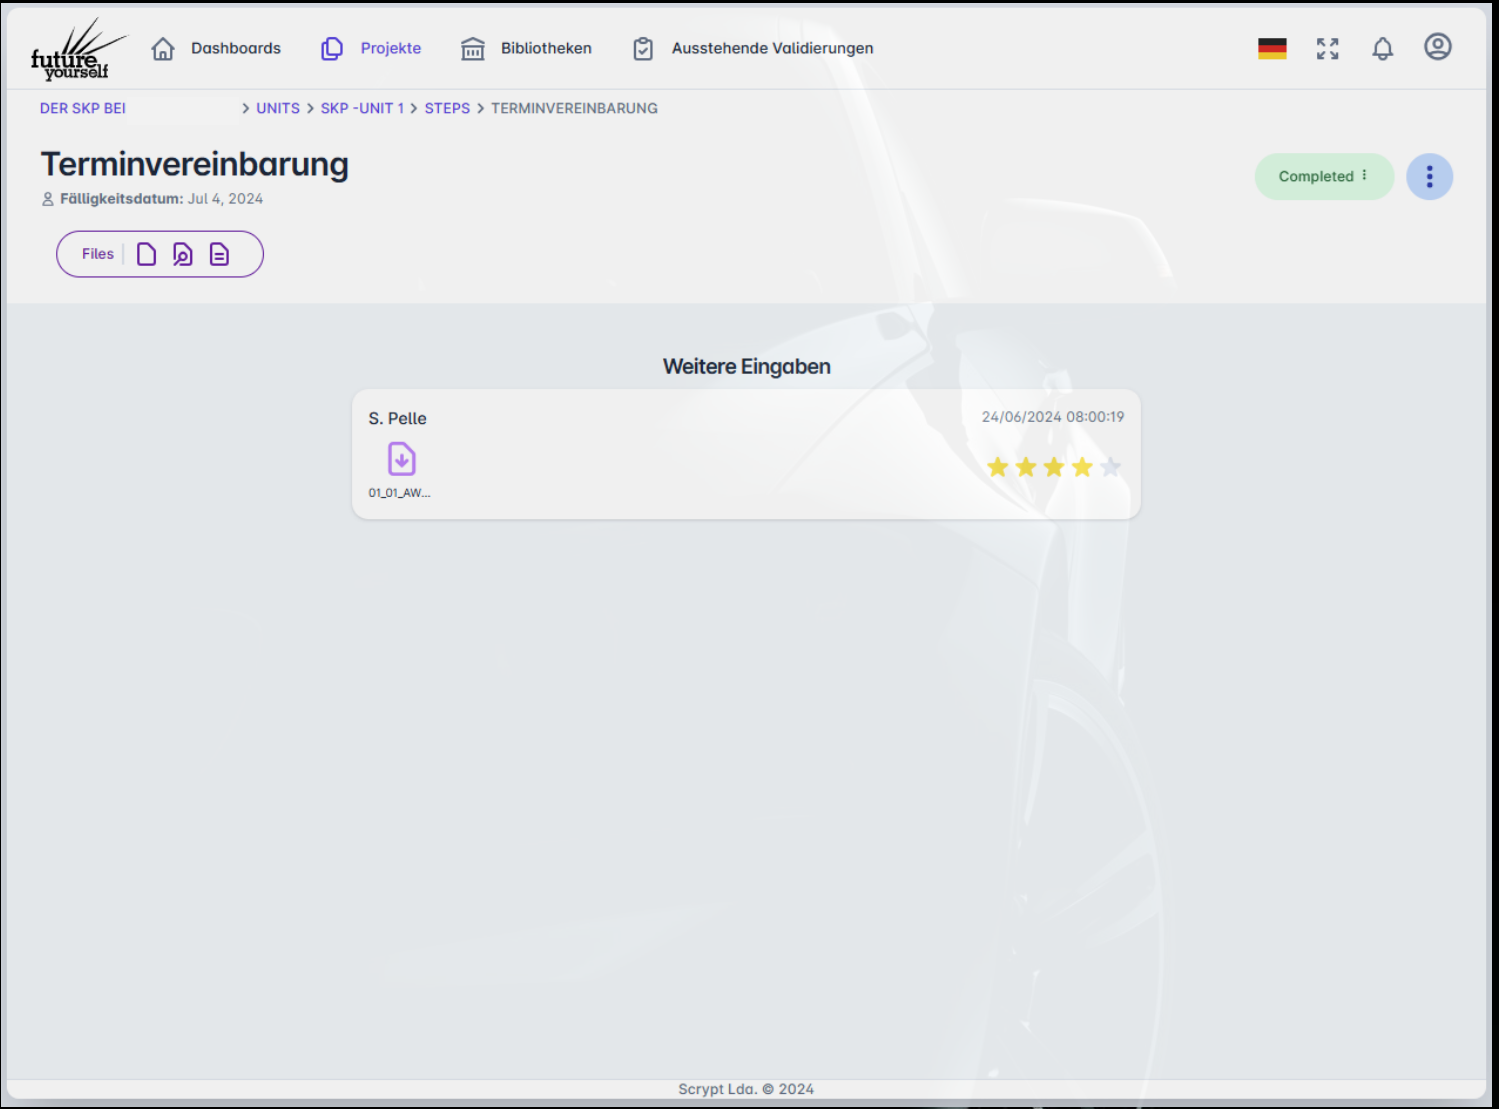 future
yourself
Dashboards
Projekte
Bibliotheken
Ausstehende Validierungen
DER SKP BEI > UNITS > SKP -UNIT 1 > STEPS > TERMINVEREINBARUNG
Terminvereinbarung
Fälligkeitsdatum: Jul 4, 2024
Completed
Files
Weitere Eingaben
S. Pelle
24/06/2024 08:00:19
01_01_AW...
Scrypt Lda. © 2024